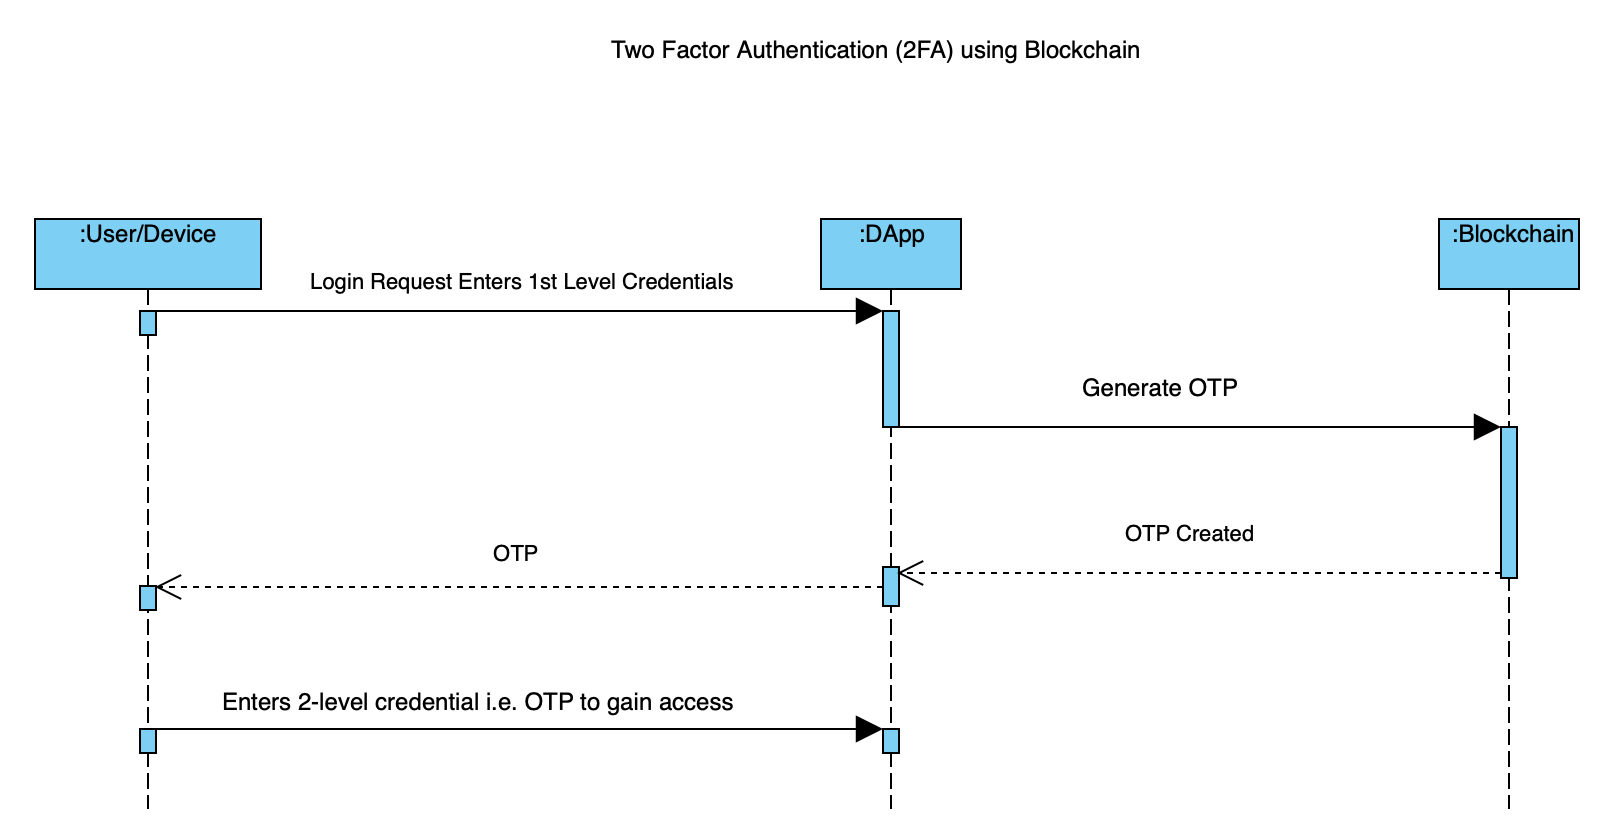 Two Factor Authentication (2FA) using Blockchain
:User/Device
:DApp
:Blockchain
Login Request Enters 1st Level Credentials
Generate OTP
OTP Created
OTP
Enters 2-level credential i.e. OTP to gain access